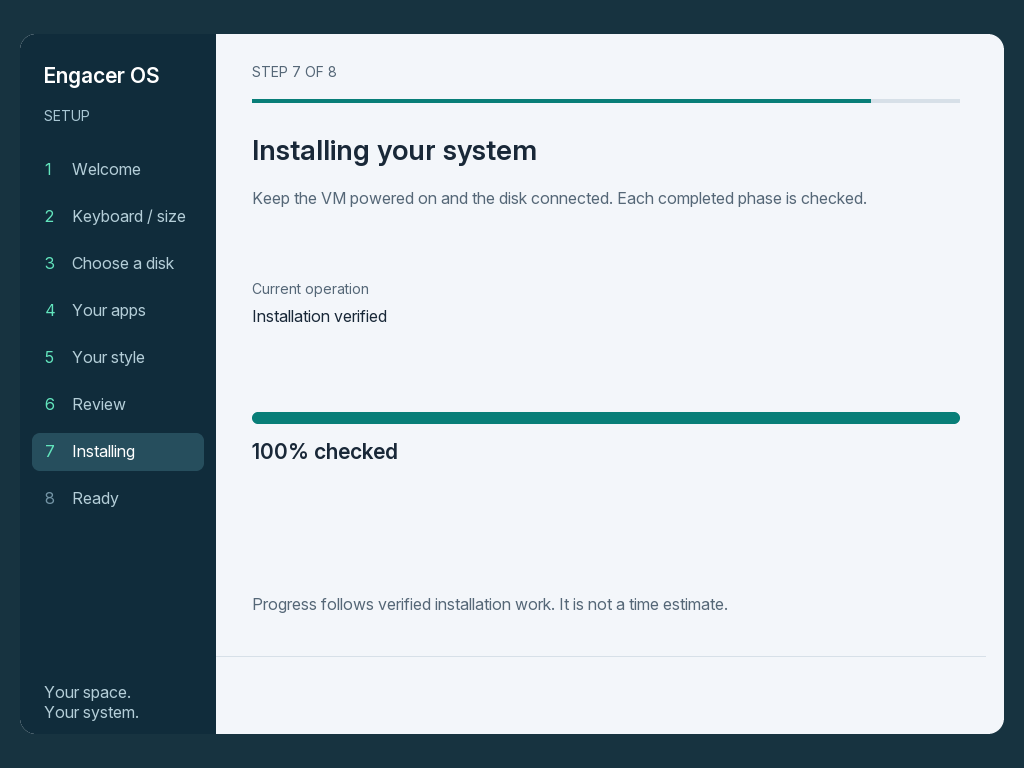 Engacer OS
SETUP
1 Welcome
2 Keyboard / size
3 Choose a disk
4 Your apps
5 Your style
6 Review
7 Installing
8 Ready
Your space.
Your system.
STEP 7 OF 8
Installing your system
Keep the VM powered on and the disk connected. Each completed phase is checked.
Current operation
Installation verified
100% checked
Progress follows verified installation work. It is not a time estimate.